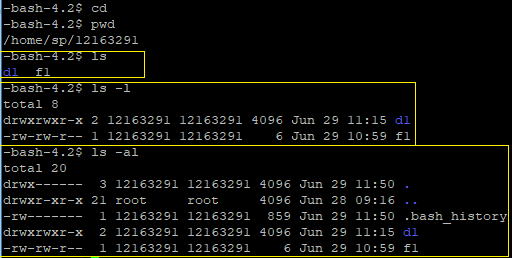 -bash-4.2$ cd
-bash-4.2$ pwd
/home/sp/12163291
-bash-4.2$ ls
d1  f1
-bash-4.2$ ls -l
total 8
drwxrwxr-x 2 12163291 12163291 4096 Jun 29 11:15 d1
-rw-rw-r-- 1 12163291 12163291    6 Jun 29 10:59 f1
-bash-4.2$ ls -al
total 20
drwx------  3 12163291 12163291 4096 Jun 29 11:50 .
drwxr-xr-x 21 root     root     4096 Jun 28 09:16 ..
-rw-------  1 12163291 12163291  859 Jun 29 11:50 .bash_history
drwxrwxr-x  2 12163291 12163291 4096 Jun 29 11:15 d1
-rw-rw-r--  1 12163291 12163291    6 Jun 29 10:59 f1